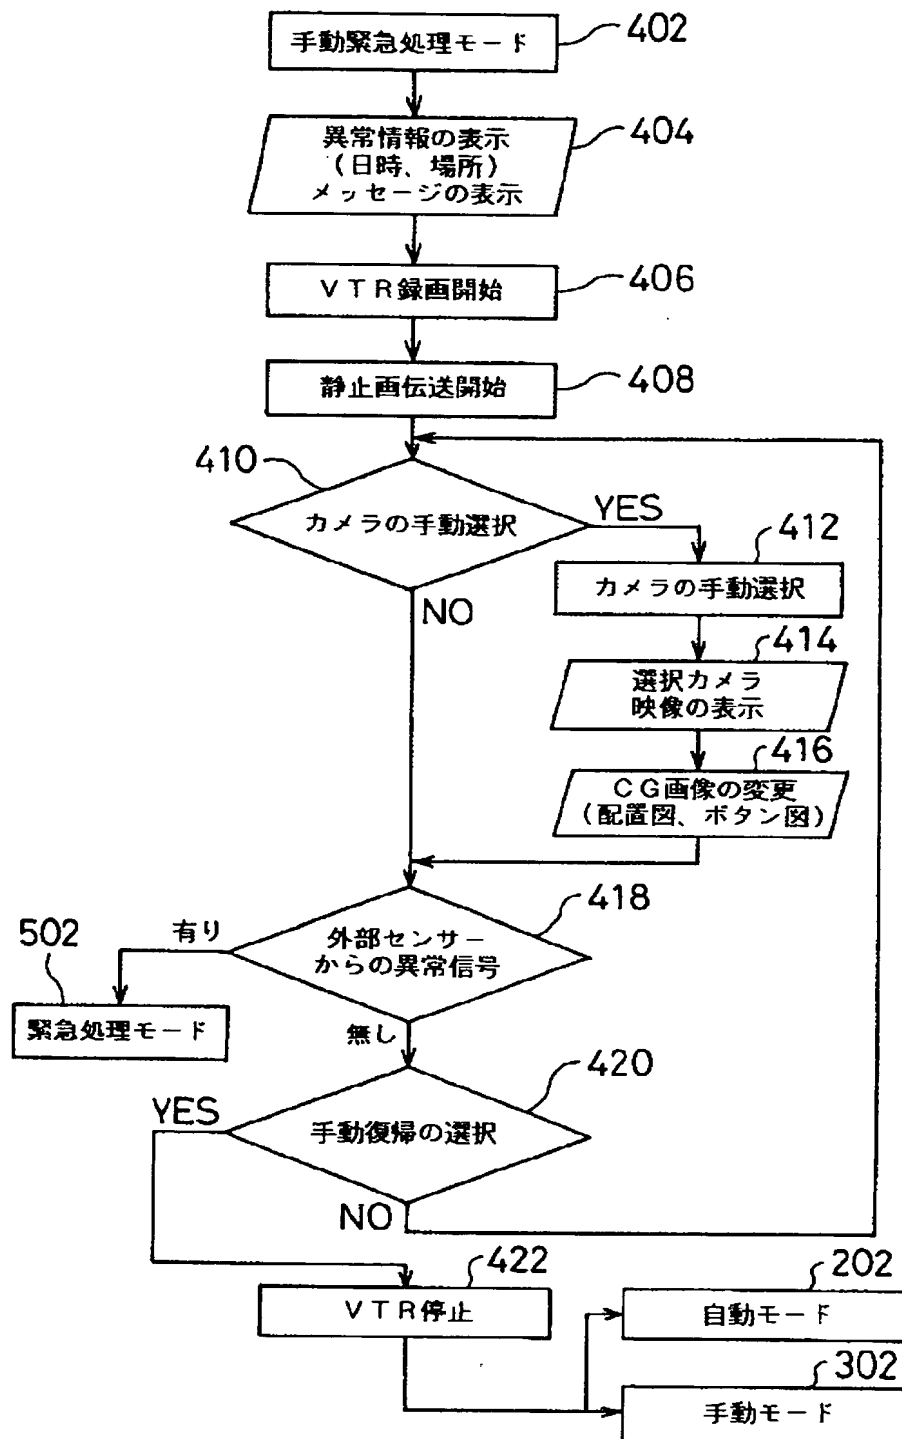 手動緊急処理モード
402
異常情報の表示
(日時、場所)
メッセージの表示
404
VTR録画開始
406
静止画伝送開始
408
410
カメラの手動選択
YES
NO
412
カメラの手動選択
414
選択カメラ
映像の表示
416
CG画像の変更
(配置図、ボタン図)
418
外部センサー
からの異常信号
有り
502
緊急処理モード
無し
420
手動復帰の選択
YES
NO
422
VTR停止
202
自動モード
302
手動モード